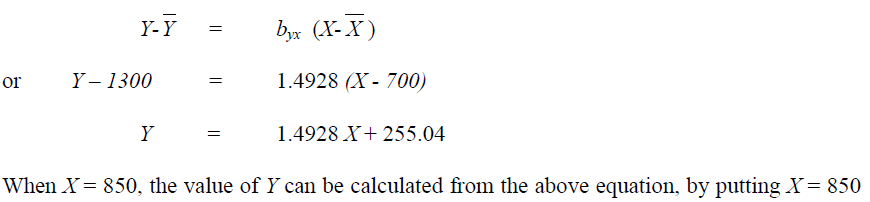 Y-Y̅ = b_yx (X-X̅)
or Y – 1300 = 1.4928 (X - 700)
Y = 1.4928 X + 255.04
When X = 850, the value of Y can be calculated from the above equation, by putting X = 850